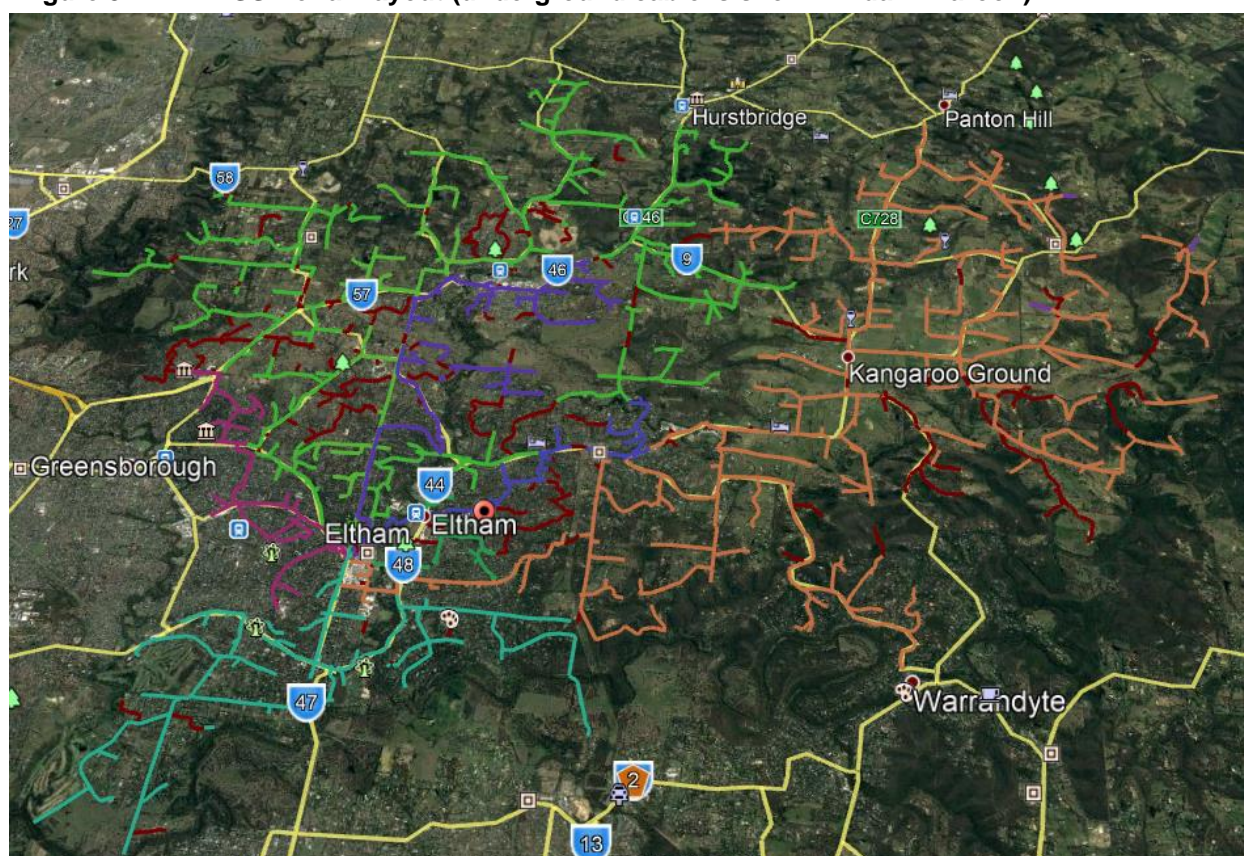 Hurstbridge
Panton Hill
58
C728
46
9
57
Kangaroo Ground
Greensborough
44
Eltham
Eltham
48
47
Warrandyte
2
13